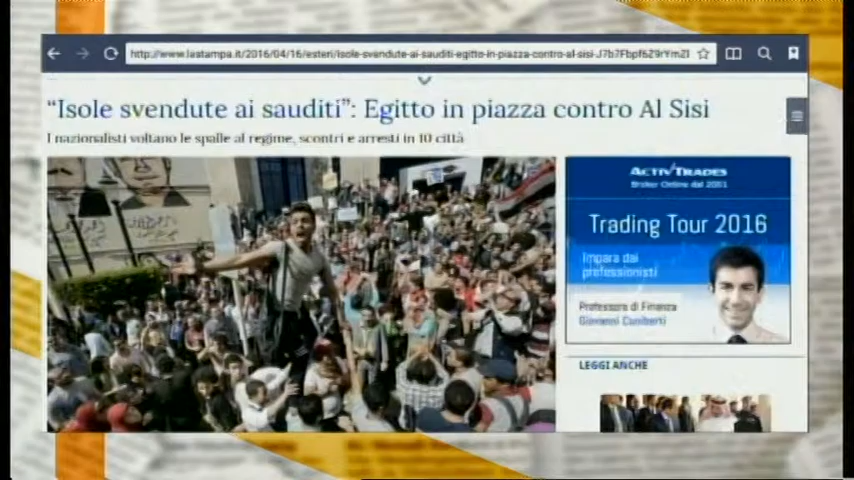 http://www.lastampa.it/2016/04/16/esteri/isole-svendute-ai-sauditi-egitto-in-piazza-contro-al-sisi-J7b7Fbpf6Z9rYmZl
“Isole svendute ai sauditi”: Egitto in piazza contro Al Sisi
I nazionalisti voltano le spalle al regime, scontri e arresti in 10 città
ACTIVTRADES
Broker Online dal 2001
Trading Tour 2016
Impara dai
professionisti
Professore di Finanza
Giovanni Cuniberti
LEGGI ANCHE